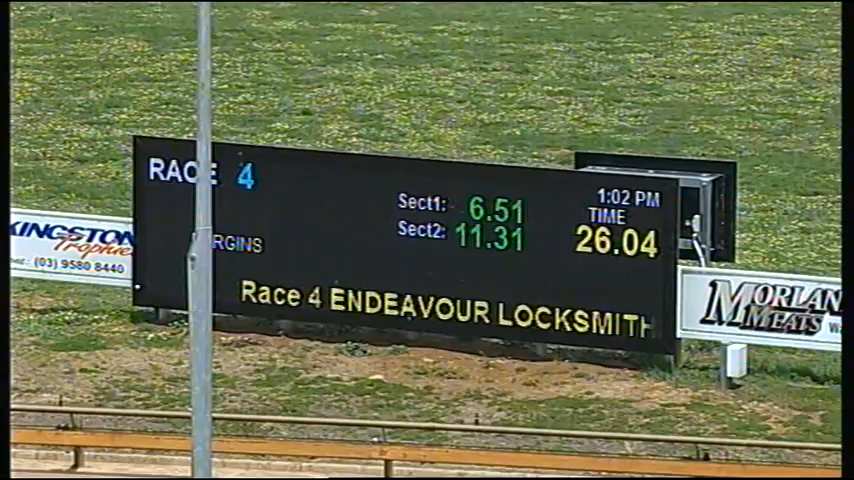 RACE 4
Sect1: 6.51
Sect2: 11.31
1:02 PM
TIME
26.04
RGINS
Race 4 ENDEAVOUR LOCKSMITH
KINGSTON
Trophies
(03) 9580 8440
MORLAN
MEATS